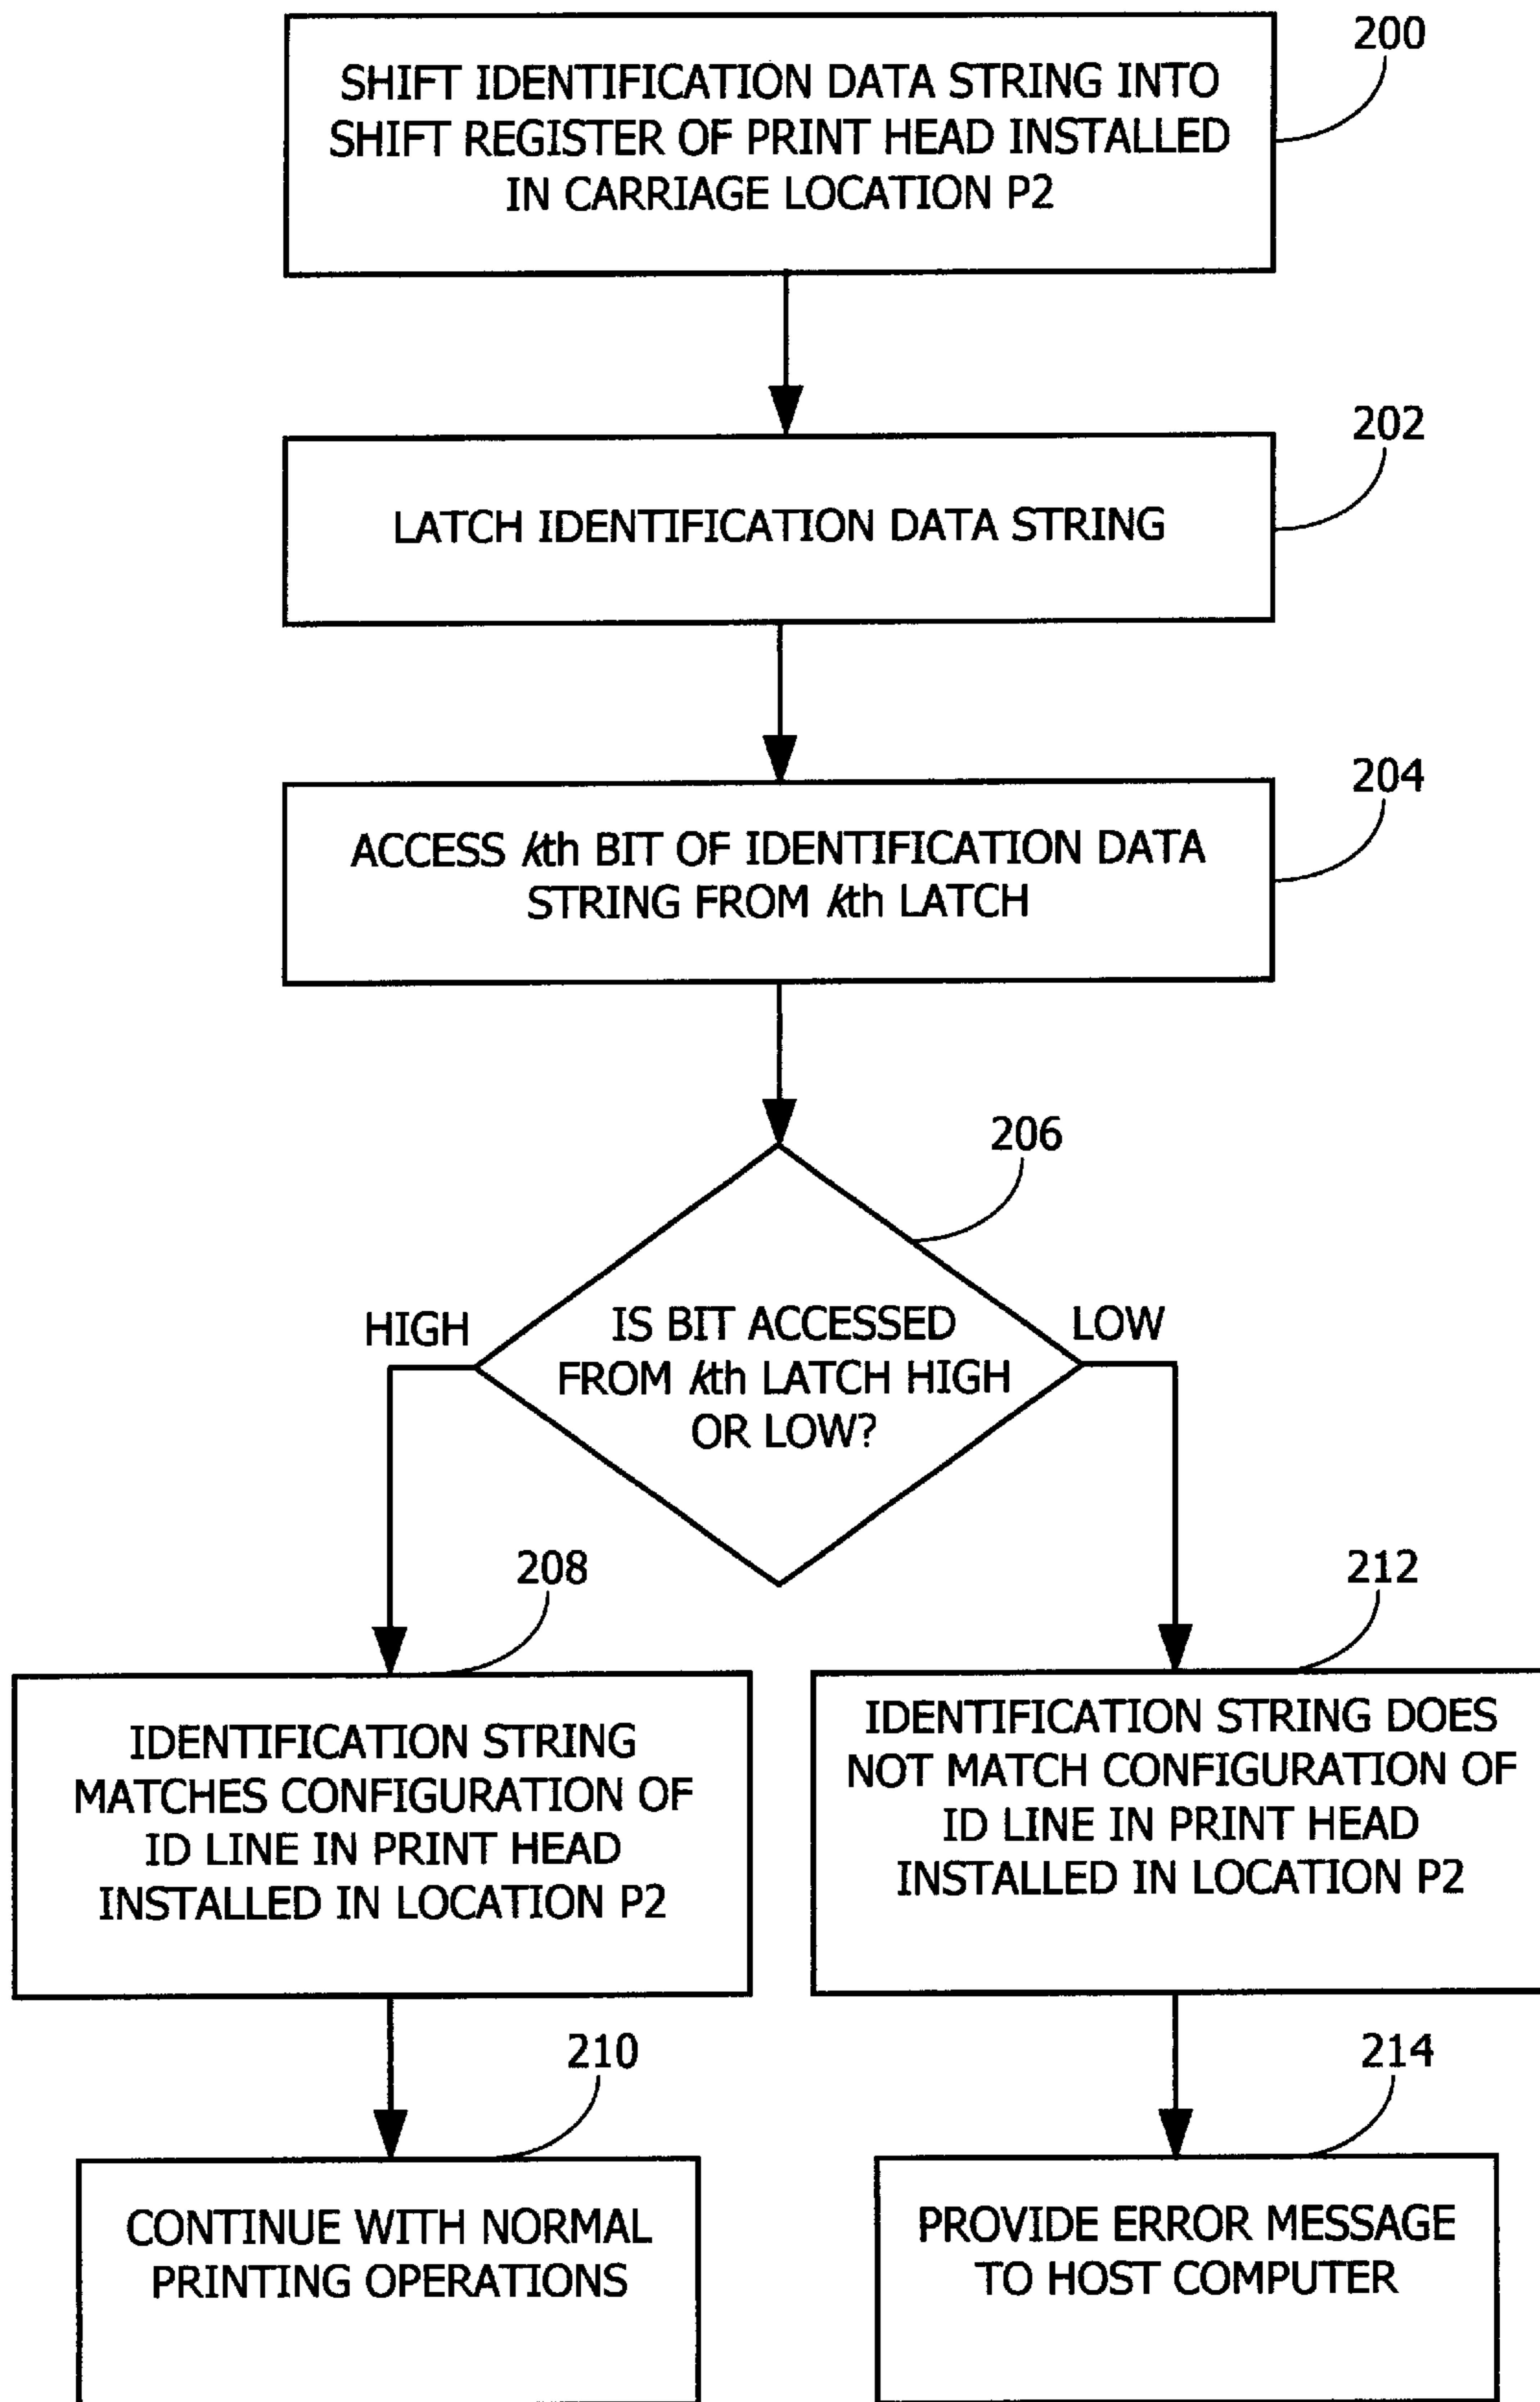 200
SHIFT IDENTIFICATION DATA STRING INTO
SHIFT REGISTER OF PRINT HEAD INSTALLED
IN CARRIAGE LOCATION P2
202
LATCH IDENTIFICATION DATA STRING
204
ACCESS kth BIT OF IDENTIFICATION DATA
STRING FROM kth LATCH
206
HIGH
IS BIT ACCESSED
FROM kth LATCH HIGH
OR LOW?
LOW
208
IDENTIFICATION STRING
MATCHES CONFIGURATION OF
ID LINE IN PRINT HEAD
INSTALLED IN LOCATION P2
212
IDENTIFICATION STRING DOES
NOT MATCH CONFIGURATION OF
ID LINE IN PRINT HEAD
INSTALLED IN LOCATION P2
210
CONTINUE WITH NORMAL
PRINTING OPERATIONS
214
PROVIDE ERROR MESSAGE
TO HOST COMPUTER